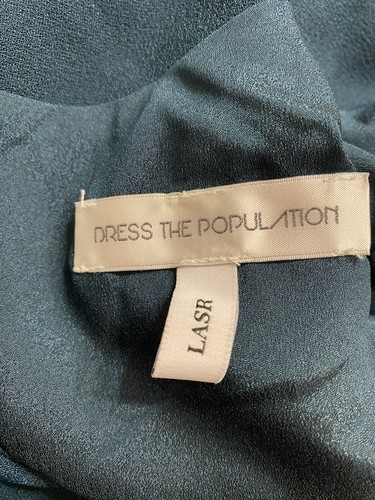 DRESS THE POPULATION
LASR